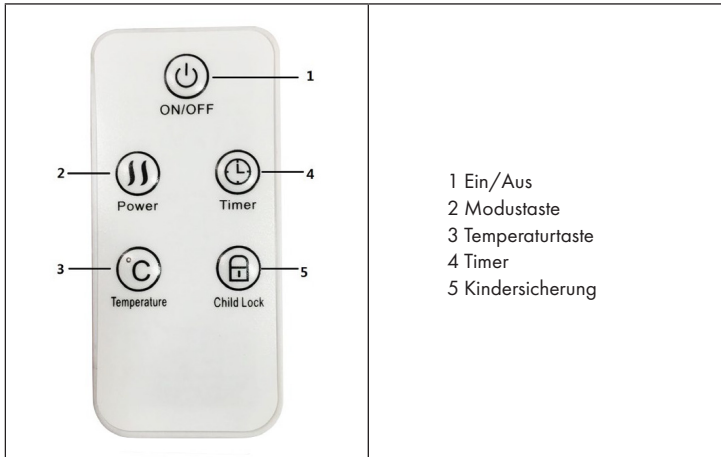 1
ON/OFF
2
4
Power
Timer
3
°C
5
Temperature
Child Lock
1 Ein/Aus
2 Modustaste
3 Temperaturtaste
4 Timer
5 Kindersicherung